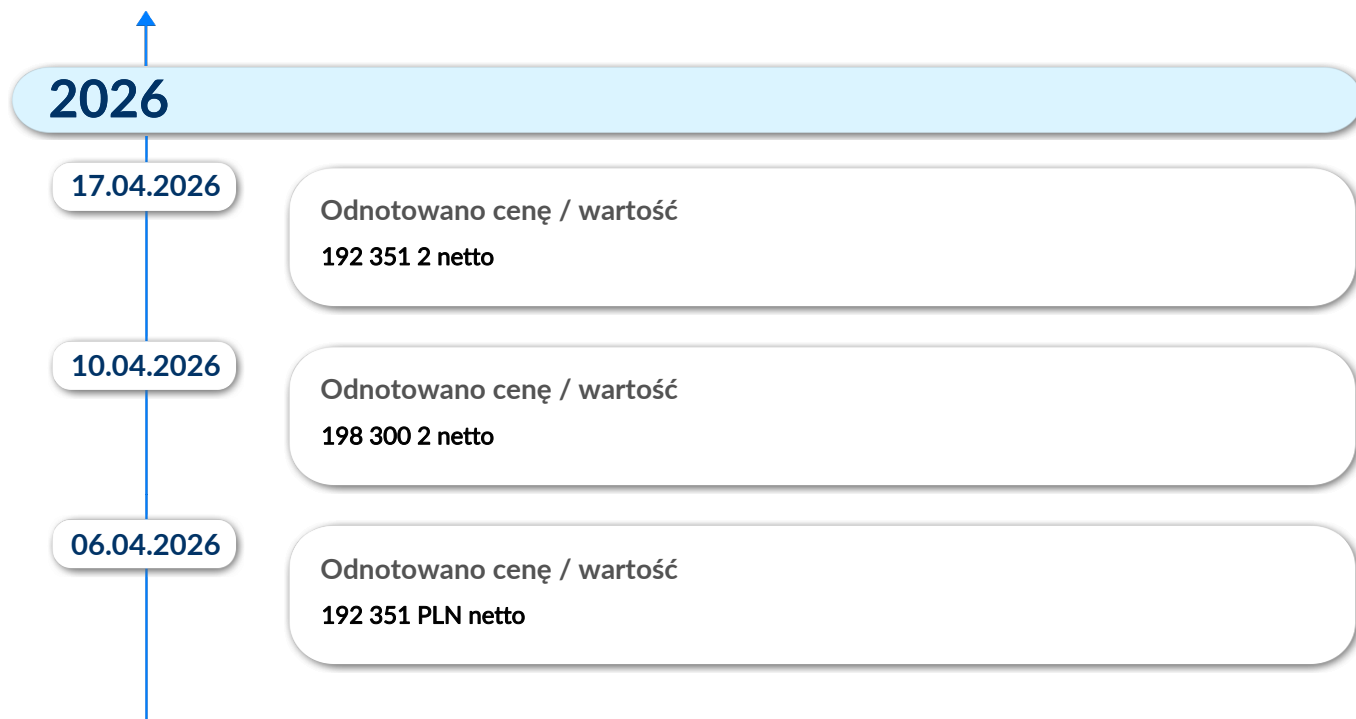 2026
17.04.2026
Odnotowano cenę / wartość
192 351 2 netto
10.04.2026
Odnotowano cenę / wartość
198 300 2 netto
06.04.2026
Odnotowano cenę / wartość
192 351 PLN netto